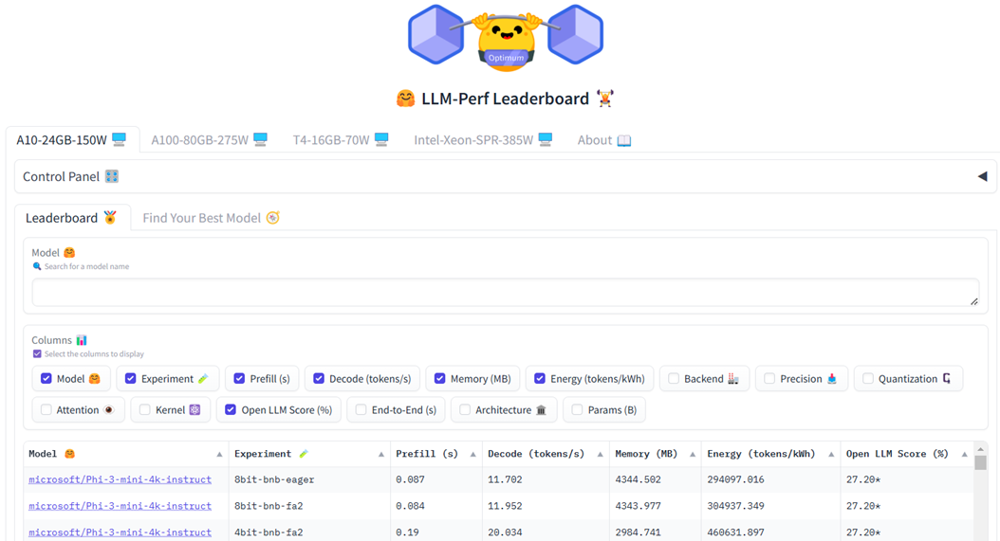 Optimum
🤗 LLM-Perf Leaderboard 🏋
A10-24GB-150W 🖥️ A100-80GB-275W 🖥️ T4-16GB-70W 🖥️ Intel-Xeon-SPR-385W 🖥️ About 📖
Control Panel 🎛️ ◀
Leaderboard 🏅 Find Your Best Model 🧭
Model 🤗
🔍 Search for a model name
Columns 📊
☑ Select the columns to display
Model 🤗 Experiment 🧪 Prefill (s) Decode (tokens/s) Memory (MB) Energy (tokens/kWh) Backend 🏭 Precision 📥 Quantization 🗜️
Attention 👁️ Kernel ⚛️ Open LLM Score (%) End-to-End (s) Architecture 🏛️ Params (B)
Model 🤗 ▲ Experiment 🧪 ▲ Prefill (s) ▲ Decode (tokens/s) ▲ Memory (MB) ▲ Energy (tokens/kWh) ▲ Open LLM Score (%) ▲
microsoft/Phi-3-mini-4k-instruct 8bit-bnb-eager 0.087 11.702 4344.502 294097.016 27.20*
microsoft/Phi-3-mini-4k-instruct 8bit-bnb-fa2 0.084 11.952 4343.977 304937.349 27.20*
microsoft/Phi-3-mini-4k-instruct 4bit-bnb-fa2 0.19 20.034 2984.741 460631.897 27.20*